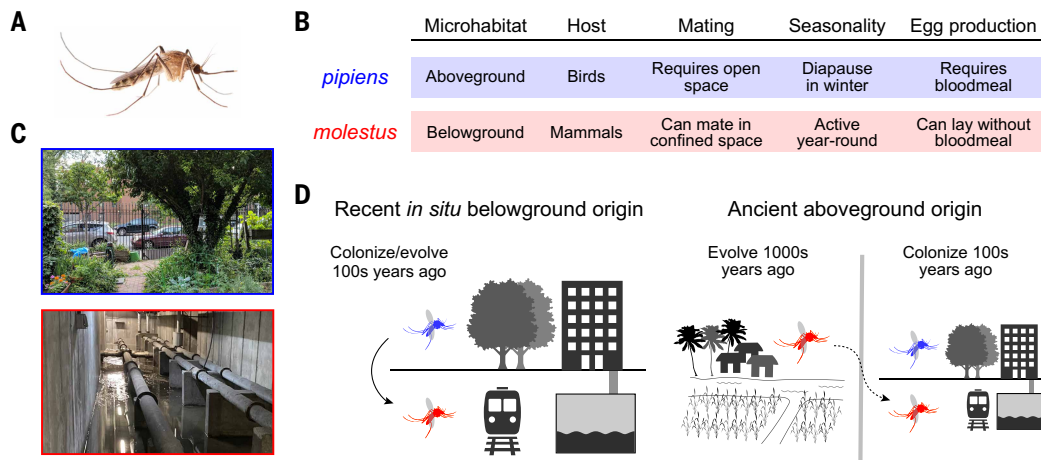 A
B
Microhabitat Host Mating Seasonality Egg production
pipiens Aboveground Birds Requires open space Diapause in winter Requires bloodmeal
molestus Belowground Mammals Can mate in confined space Active year-round Can lay without bloodmeal
C
D
Recent in situ belowground origin
Colonize/evolve
100s years ago
Ancient aboveground origin
Evolve 1000s
years ago
Colonize 100s
years ago